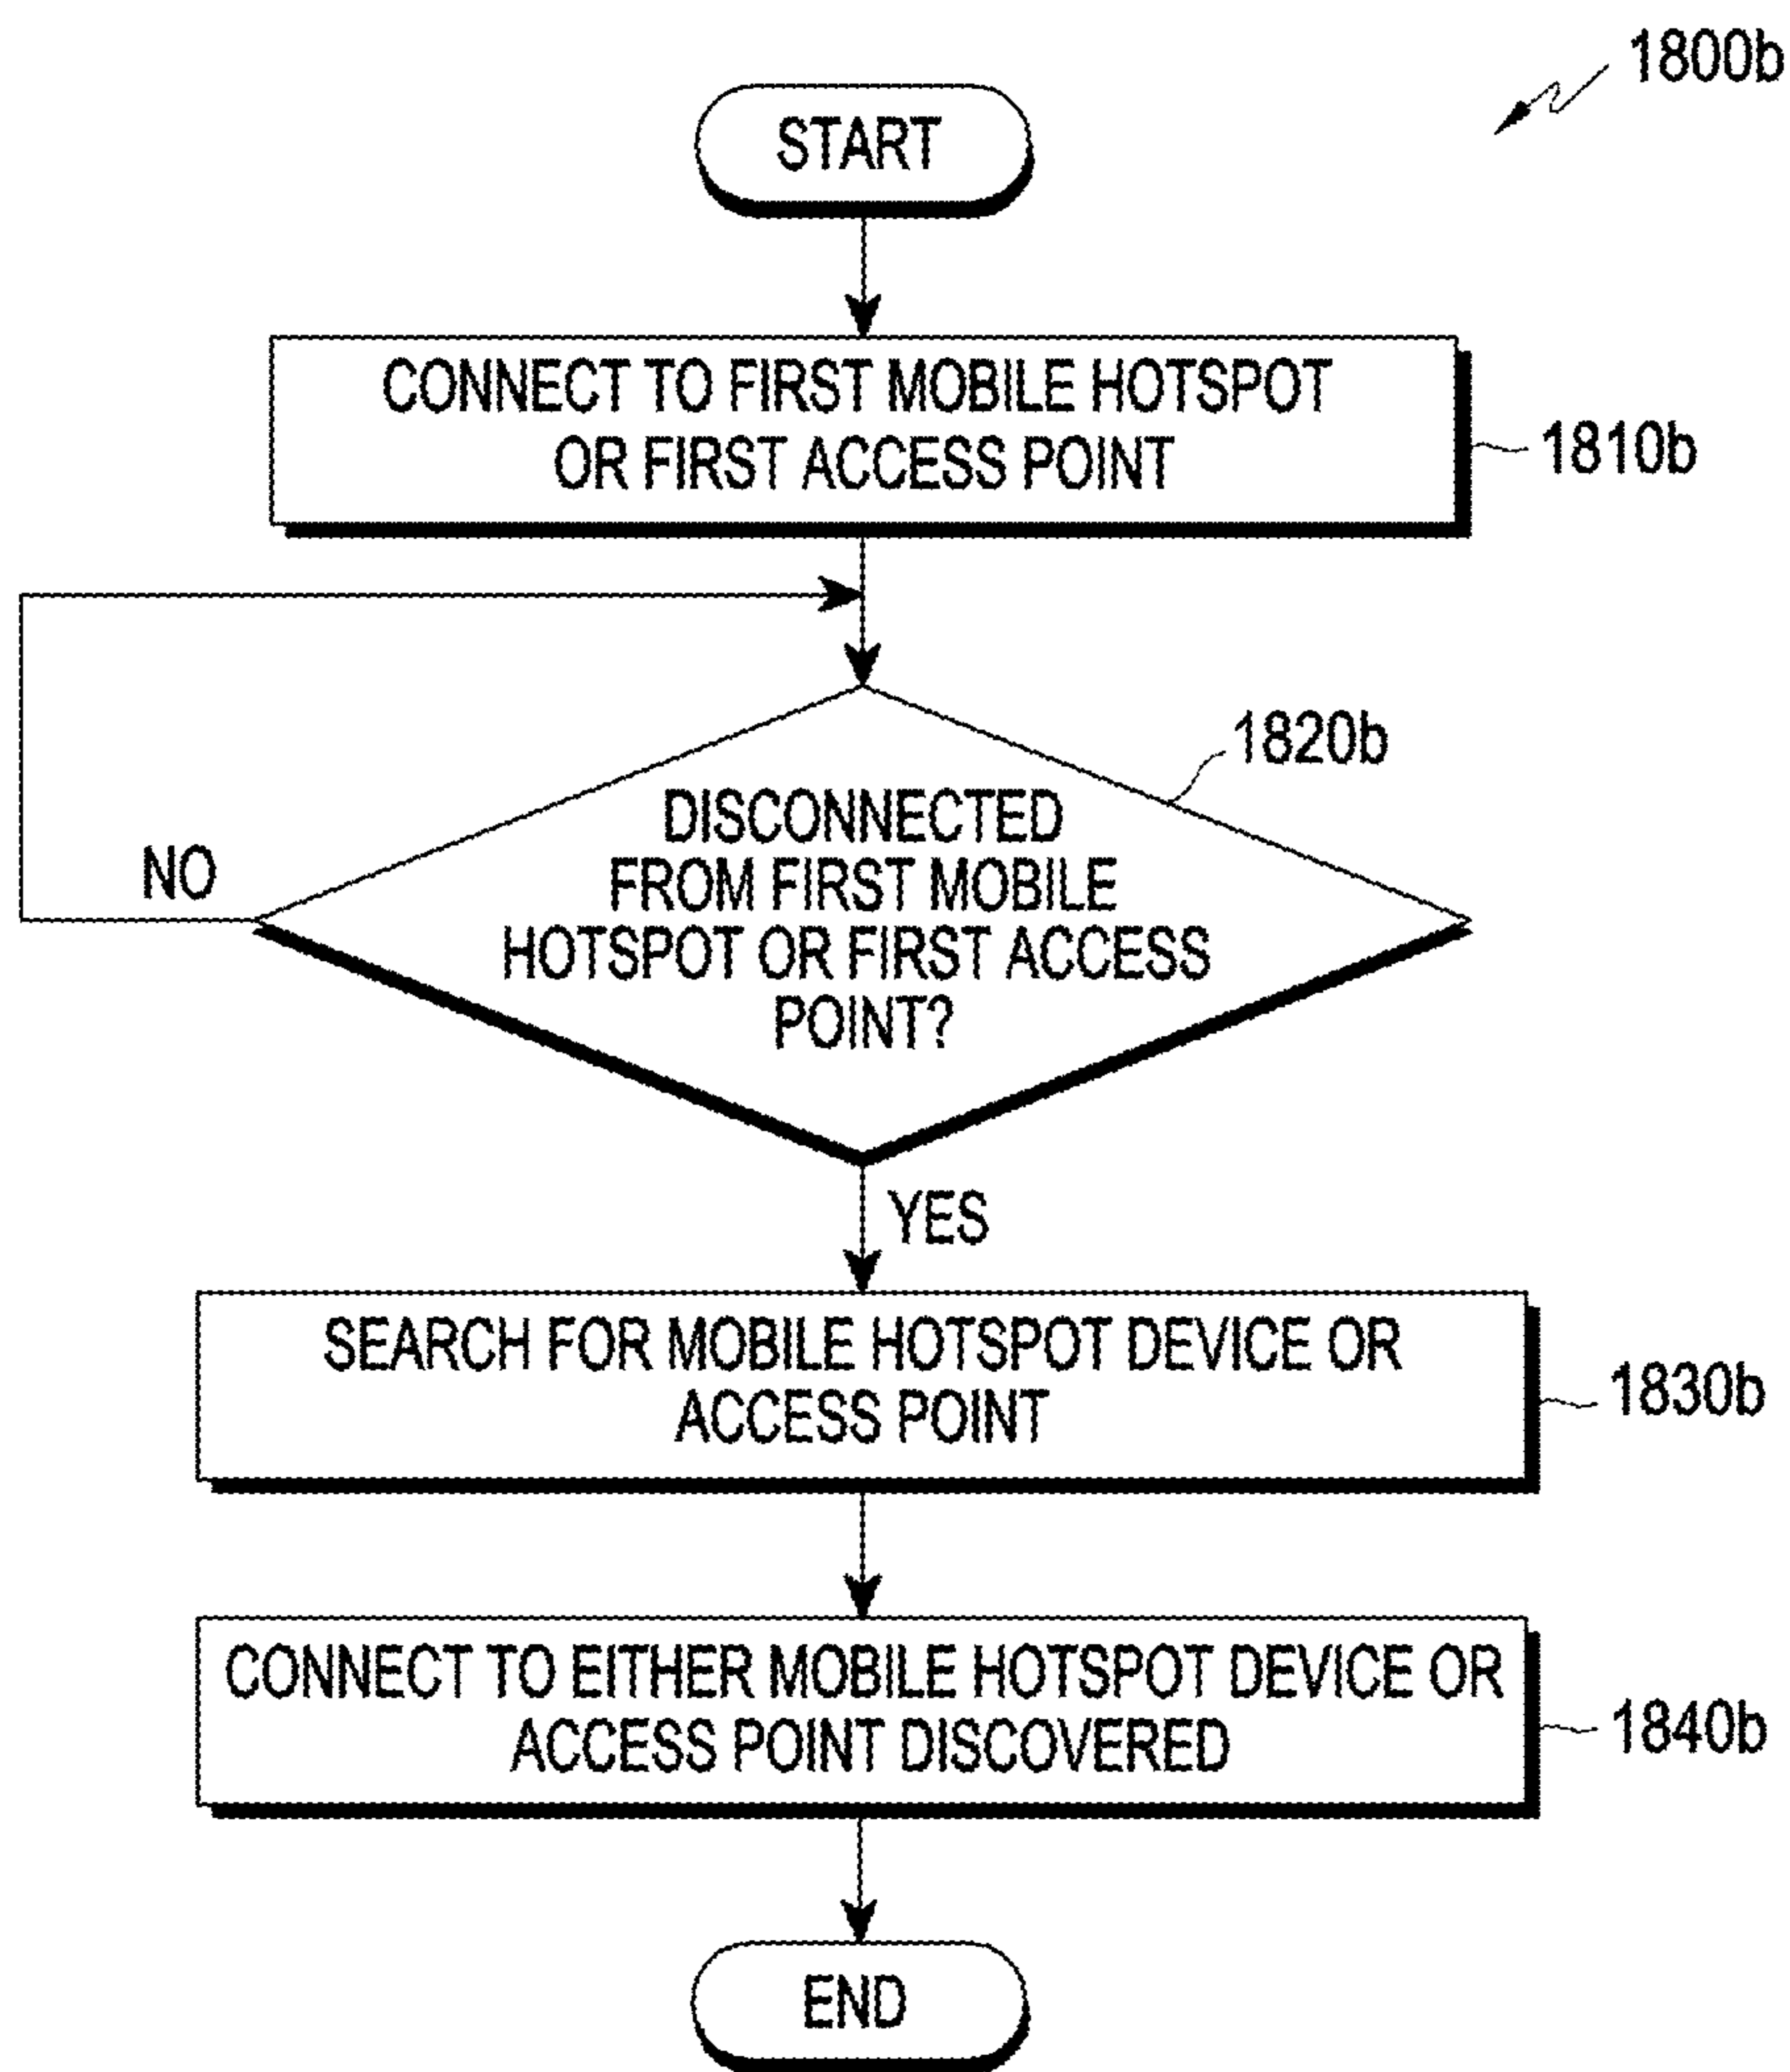 1800b
START
CONNECT TO FIRST MOBILE HOTSPOT
OR FIRST ACCESS POINT
1810b
1820b
DISCONNECTED
FROM FIRST MOBILE
HOTSPOT OR FIRST ACCESS
POINT?
NO
YES
SEARCH FOR MOBILE HOTSPOT DEVICE OR
ACCESS POINT
1830b
CONNECT TO EITHER MOBILE HOTSPOT DEVICE OR
ACCESS POINT DISCOVERED
1840b
END